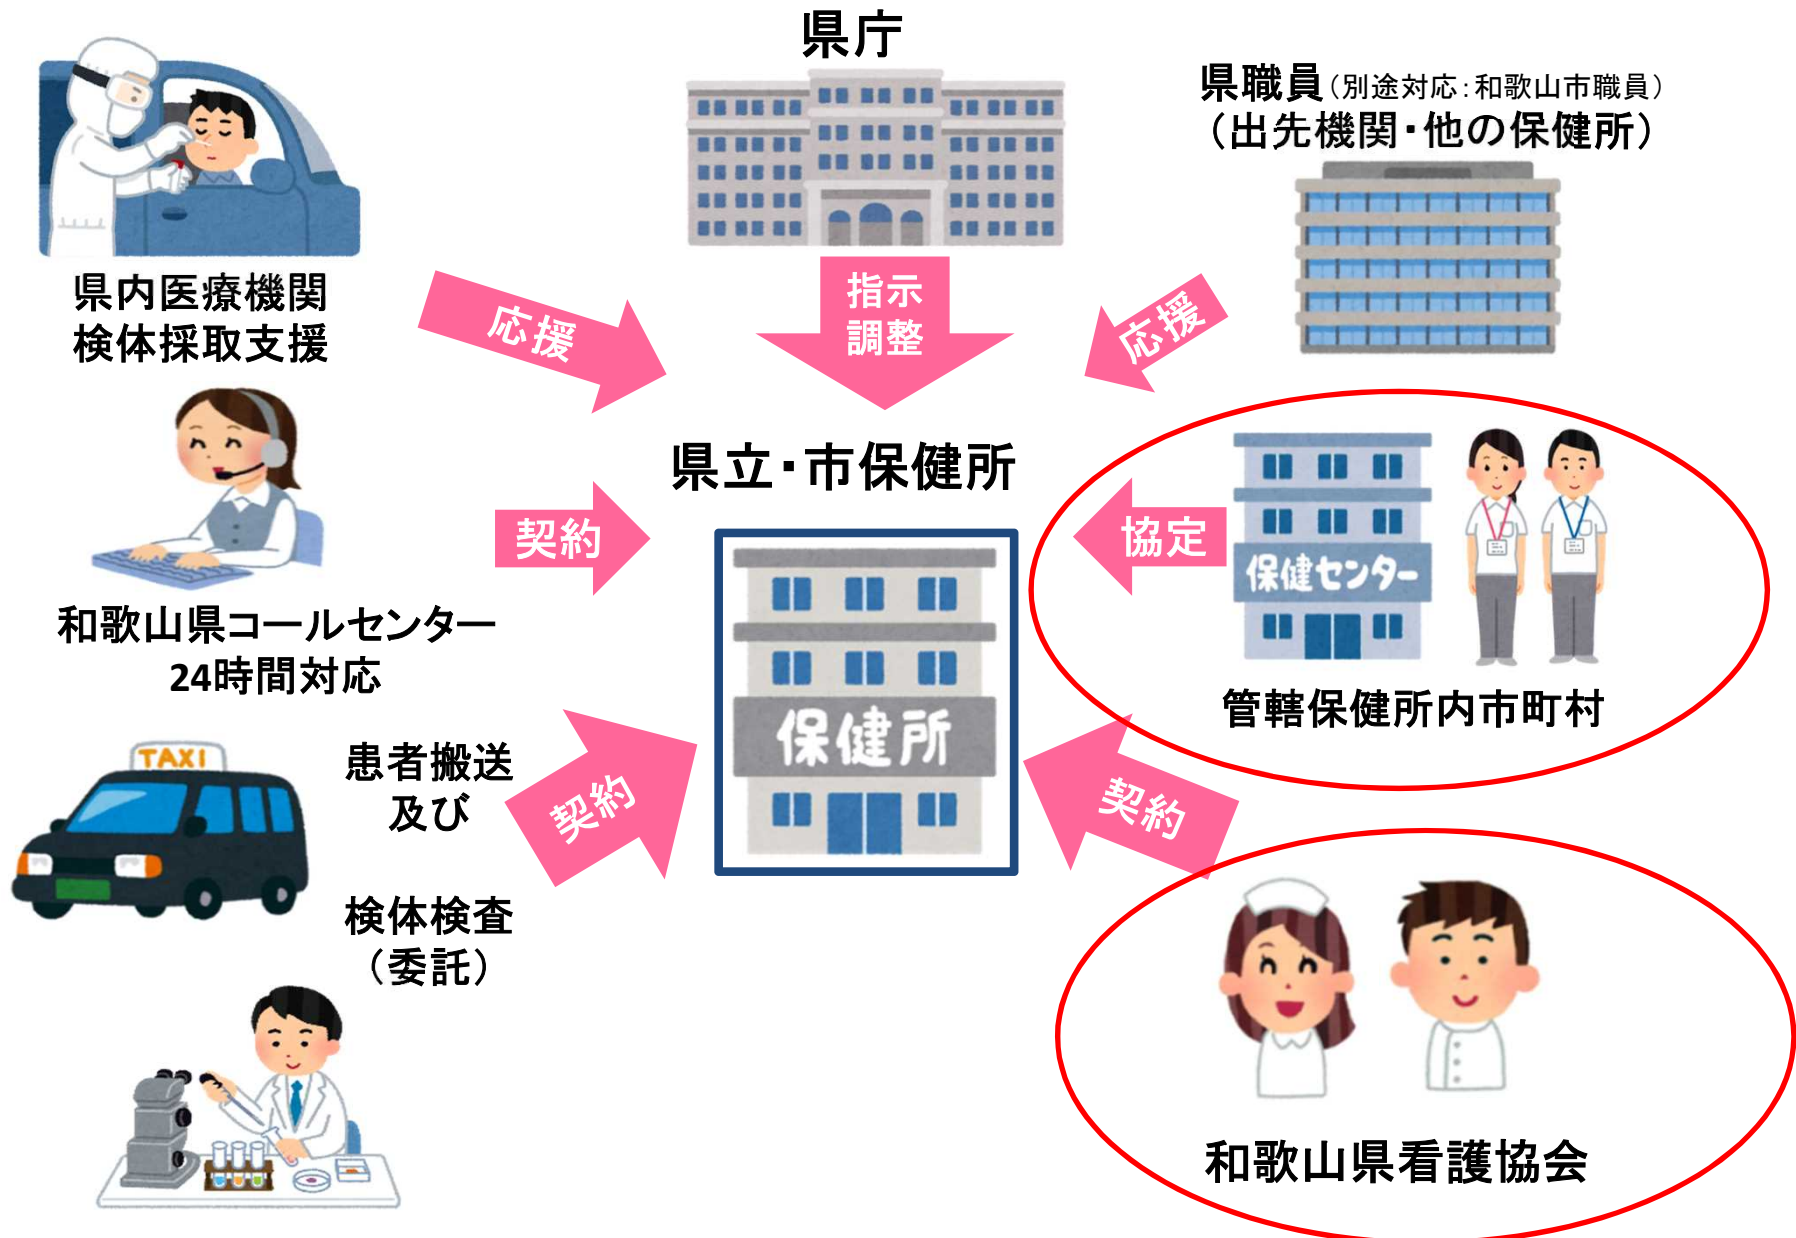 県庁
県職員(別途対応:和歌山市職員)
(出先機関・他の保健所)
県内医療機関
検体採取支援
応援
指示
調整
応援
県立・市保健所
契約
協定
保健センター
和歌山県コールセンター
24時間対応
管轄保健所内市町村
保健所
TAXI
患者搬送
及び
契約
契約
検体検査
(委託)
和歌山県看護協会